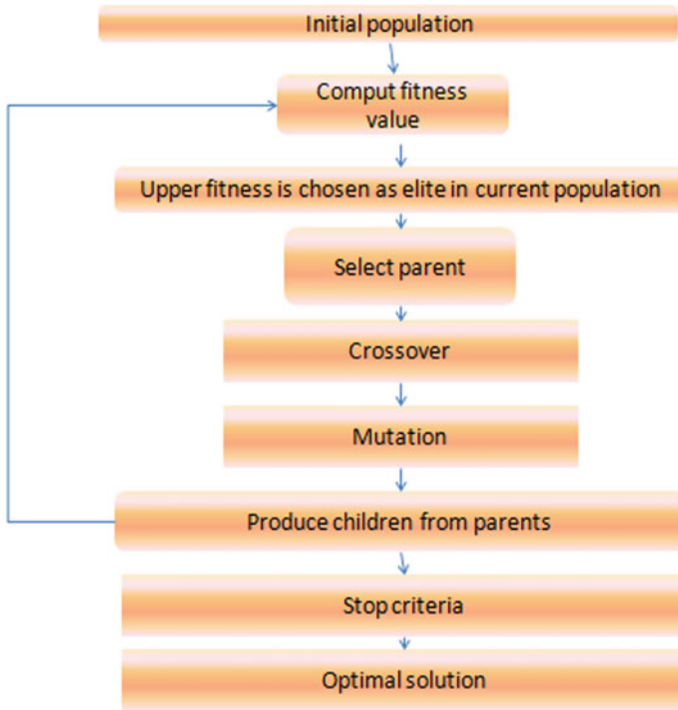 Initial population
Comput fitness
value
Upper fitness is chosen as elite in current population
Select parent
Crossover
Mutation
Produce children from parents
Stop criteria
Optimal solution